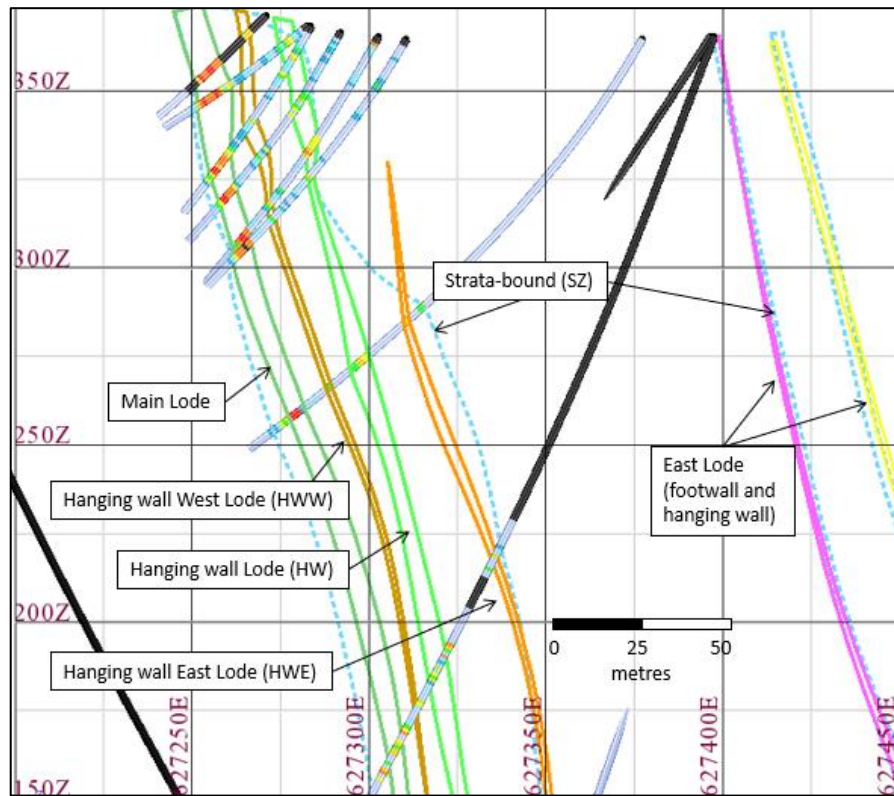 350Z
300Z
Strata-bound (SZ)
Main Lode
250Z
East Lode
(footwall and
hanging wall)
Hanging wall West Lode (HWW)
Hanging wall Lode (HW)
200Z
0 25 50
metres
Hanging wall East Lode (HWE)
627250E
627300E
627350E
627400E
627450E
150Z